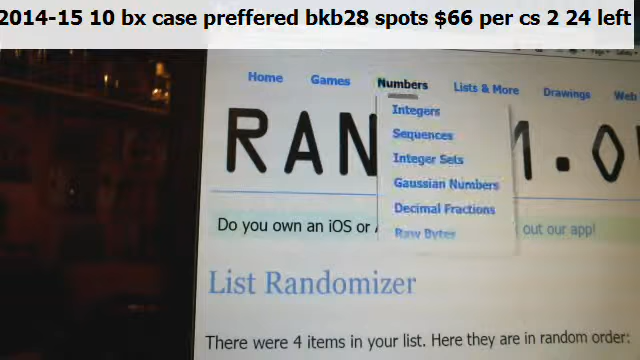 2014-15 10 bx case preffered bkb28 spots $66 per cs 2 24 left
Home Games Numbers Lists & More Drawings Web
Integers
Sequences
Integer Sets
Gaussian Numbers
Decimal Fractions
Raw Bytes
RAN M.O
Do you own an iOS or out our app!
List Randomizer
There were 4 items in your list. Here they are in random order: